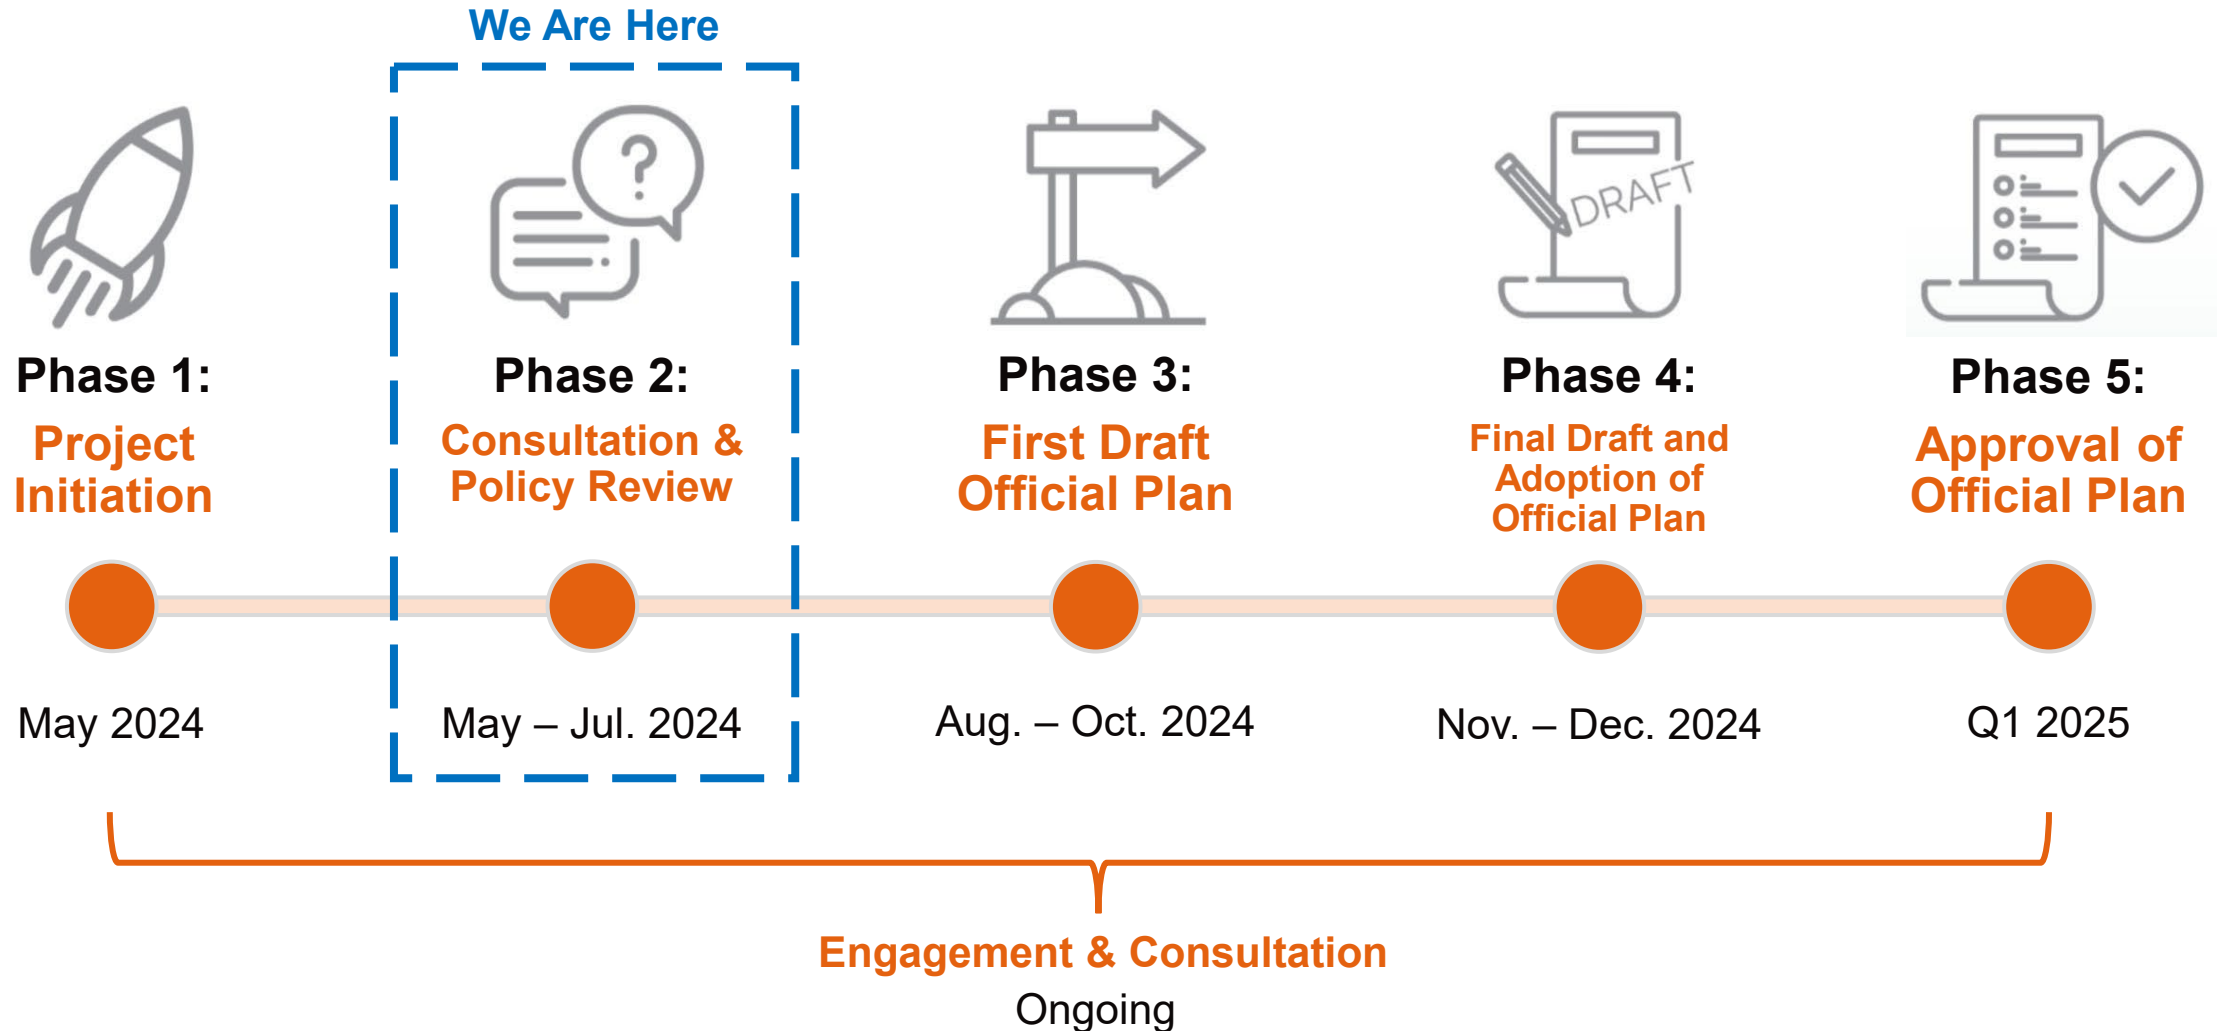 We Are Here
DRAFT
Phase 1:
Project
Initiation
May 2024
Phase 2:
Consultation &
Policy Review
May – Jul. 2024
Phase 3:
First Draft
Official Plan
Aug. – Oct. 2024
Phase 4:
Final Draft and
Adoption of
Official Plan
Nov. – Dec. 2024
Phase 5:
Approval of
Official Plan
Q1 2025
Engagement & Consultation
Ongoing